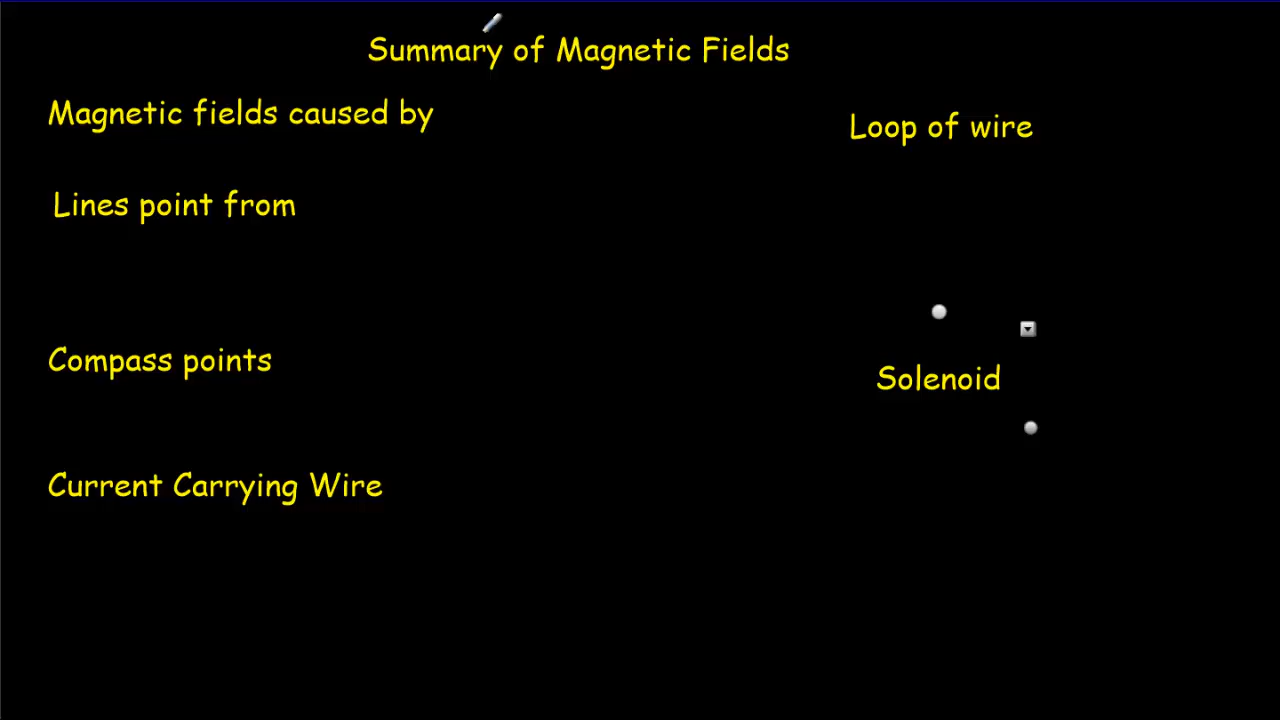 Summary of Magnetic Fields
Magnetic fields caused by
Lines point from
Compass points
Current Carrying Wire
Loop of wire
Solenoid